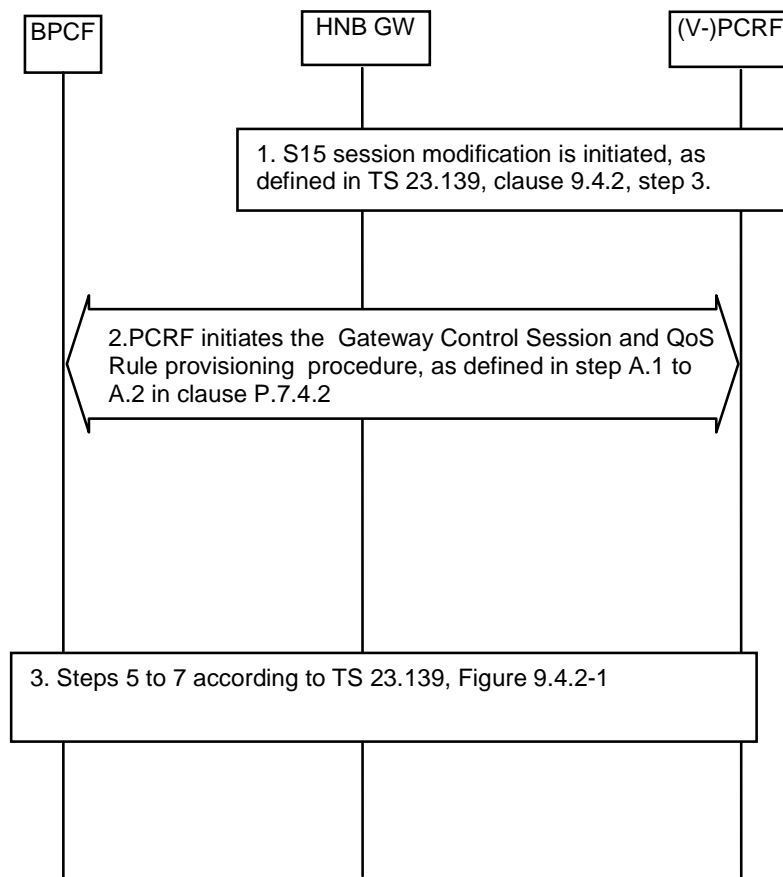 BPCF
HNB GW
(V-)PCRF
1. S15 session modification is initiated, as
defined in TS 23.139, clause 9.4.2, step 3.
2.PCRF initiates the  Gateway Control Session and QoS
Rule provisioning  procedure, as defined in step A.1 to
A.2 in clause P.7.4.2
3. Steps 5 to 7 according to TS 23.139, Figure 9.4.2-1